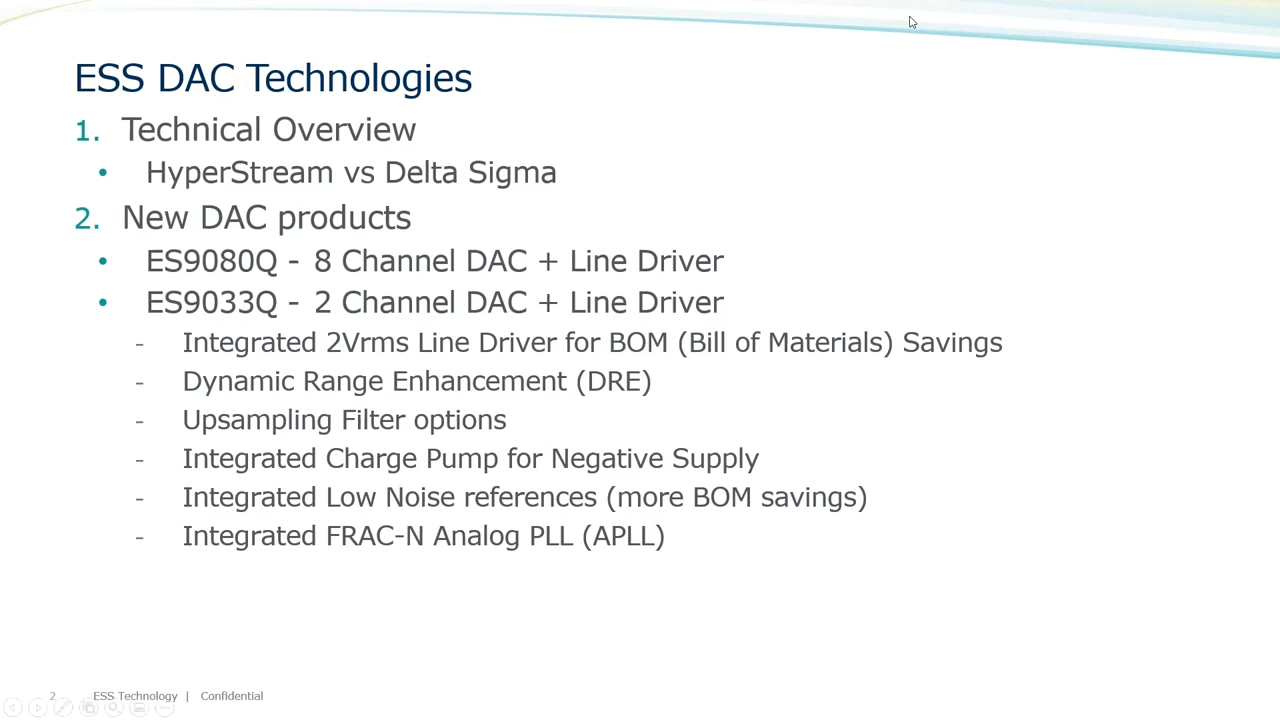 ESS DAC Technologies
1. Technical Overview
• HyperStream vs Delta Sigma
2. New DAC products
• ES9080Q - 8 Channel DAC + Line Driver
• ES9033Q - 2 Channel DAC + Line Driver
- Integrated 2Vrms Line Driver for BOM (Bill of Materials) Savings
- Dynamic Range Enhancement (DRE)
- Upsampling Filter options
- Integrated Charge Pump for Negative Supply
- Integrated Low Noise references (more BOM savings)
- Integrated FRAC-N Analog PLL (APLL)
2 ESS Technology | Confidential